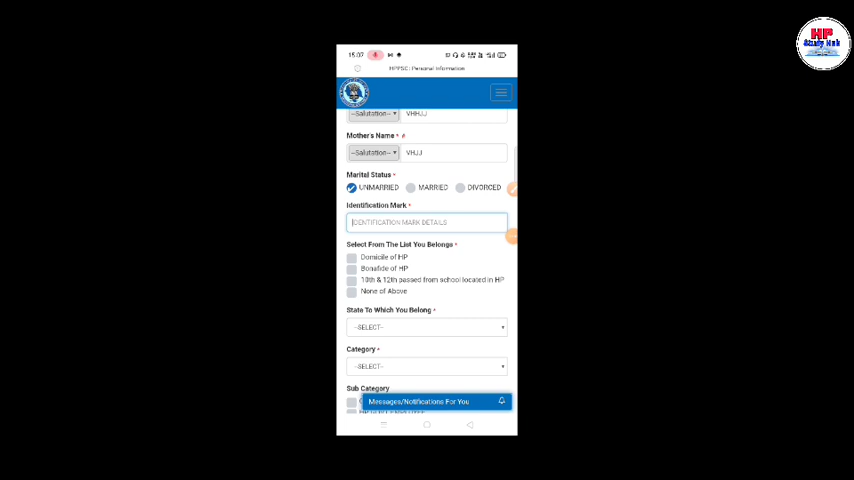 HP
Study Hub
15:07
HPPSC: Personal Information
--Salutation-- VHHJJ
Mother's Name * #
--Salutation-- VHJJ
Marital Status *
UNMARRIED MARRIED DIVORCED
Identification Mark *
IDENTIFICATION MARK DETAILS
Select From The List You Belongs *
Domicile of HP
Bonafide of HP
10th & 12th passed from school located in HP
None of Above
State To Which You Belong *
--SELECT--
Category *
--SELECT--
Sub Category
Messages/Notifications For You